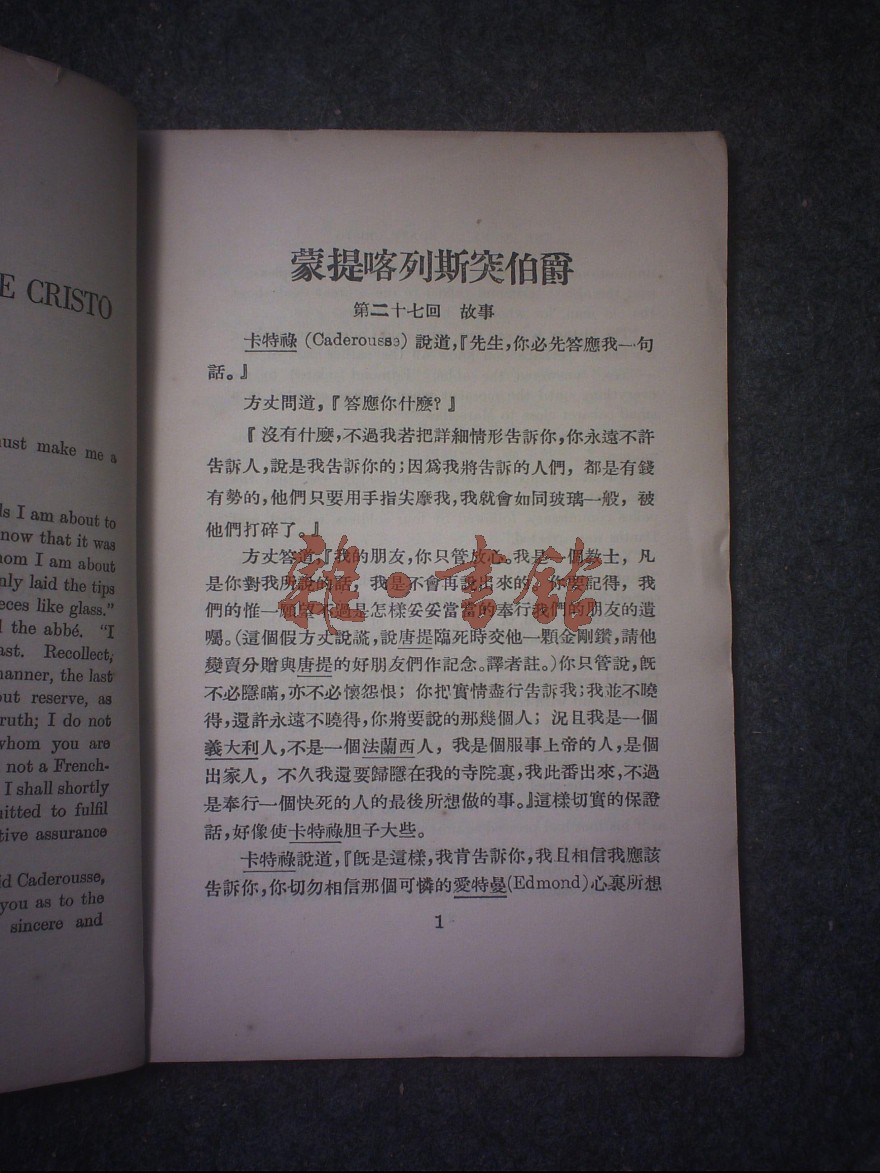 E CRISTO
ust make me a
ls I am about to
now that it was
nom I am about
nly laid the tips
eces like glass."
l the abbé. "I
ast. Recollect,
nanner, the last
out reserve, as
ruth; I do not
whom you are
not a French-
I shall shortly
nitted to fulfil
tive assurance
id Caderousse,
you as to the
sincere and
蒙提喀列斯突伯爵
第二十七回 故事
卡特祿 (Caderousse) 說道,『先生,你必先答應我一句
話。』
方丈問道,『答應你什麽?』
『沒有什麽,不過我若把詳細情形告訴你,你永遠不許
告訴人,說是我告訴你的;因爲我將告訴的人們,都是有錢
有勢的,他們只要用手指尖摩我,我就會如同玻璃一般,被
他們打碎了。』
方丈答道,『我的朋友,你只管放心。我是一個教士,凡
是你對我所說的話,我是不會再說出來的。你要記得,我
們的惟一願望不過是怎樣妥妥當當的奉行我們的朋友的遺
囑。(這個假方丈說謊,說唐提臨死時交他一顆金剛鑽,請他
變賣分贈與唐提的好朋友們作記念。譯者註。)你只管說,旣
不必隱瞞,亦不必懷怨恨;你把實情盡行告訴我;我並不曉
得,還許永遠不曉得,你將要說的那幾個人;況且我是一個
義大利人,不是一個法蘭西人,我是個服事上帝的人,是個
出家人,不久我還要歸隱在我的寺院裏,我此番出來,不過
是奉行一個快死的人的最後所想做的事。』這樣切實的保證
話,好像使卡特祿胆子大些。
卡特祿說道,『旣是這樣,我肯告訴你,我且相信我應該
告訴你,你切勿相信那個可憐的愛特曼(Edmond)心裏所想
1
雜·書館